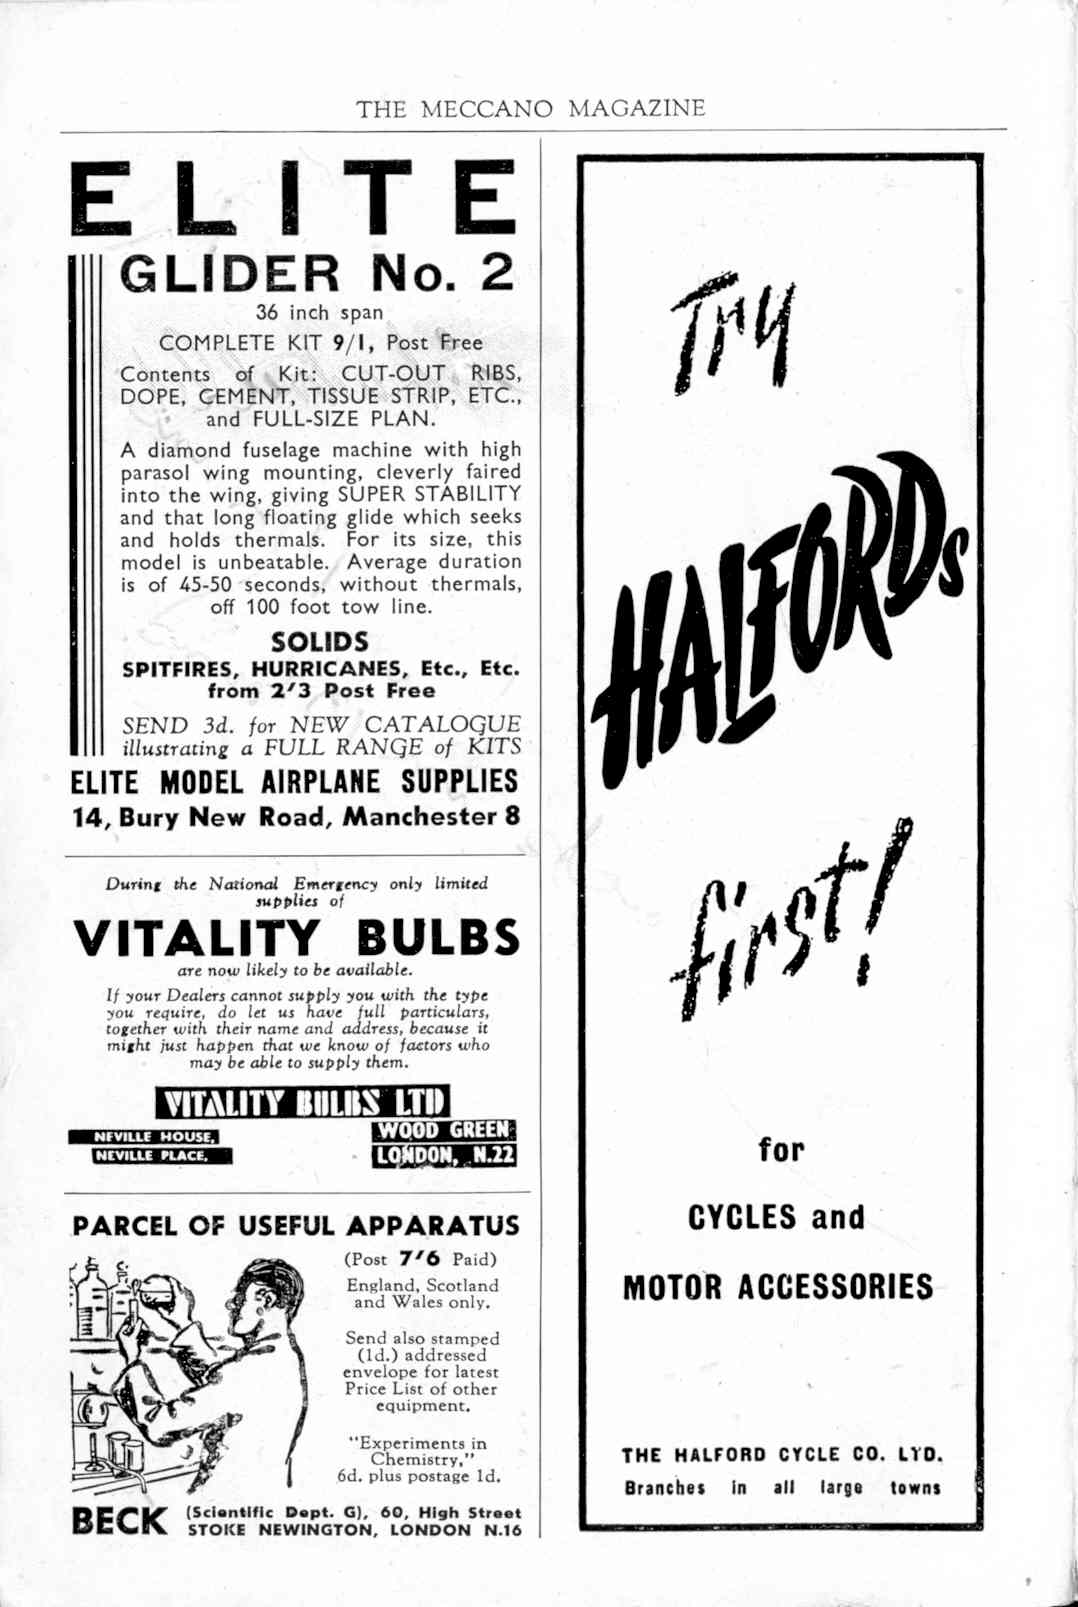 THE MECCANO MAGAZINE
ELITE
GLIDER No. 2
36 inch span
COMPLETE KIT 9/1, Post Free
Contents of Kit: CUT-OUT RIBS,
DOPE, CEMENT, TISSUE STRIP, ETC.,
and FULL-SIZE PLAN.
A diamond fuselage machine with high
parasol wing mounting, cleverly faired
into the wing, giving SUPER STABILITY
and that long floating glide which seeks
and holds thermals. For its size, this
model is unbeatable. Average duration
is of 45-50 seconds, without thermals,
off 100 foot tow line.
SOLIDS
SPITFIRES, HURRICANES, Etc., Etc.
from 2'3 Post Free
SEND 3d. for NEW CATALOGUE
illustrating a FULL RANGE of KITS
ELITE MODEL AIRPLANE SUPPLIES
14, Bury New Road, Manchester 8
During the National Emergency only limited
supplies of
VITALITY BULBS
are now likely to be available.
If your Dealers cannot supply you with the type
you require, do let us have full particulars,
together with their name and address, because it
might just happen that we know of factors who
may be able to supply them.
VITALITY BULBS LTD
NEVILLE HOUSE,
NEVILLE PLACE,
WOOD GREEN
LONDON, N.22
PARCEL OF USEFUL APPARATUS
(Post 7'6 Paid)
England, Scotland
and Wales only.
Send also stamped
(1d.) addressed
envelope for latest
Price List of other
equipment.
"Experiments in
Chemistry,"
6d. plus postage 1d.
BECK (Scientific Dept. G), 60, High Street
STOKE NEWINGTON, LONDON N.16
Try
HALFORDs
first!
for
CYCLES and
MOTOR ACCESSORIES
THE HALFORD CYCLE CO. LTD.
Branches in all large towns